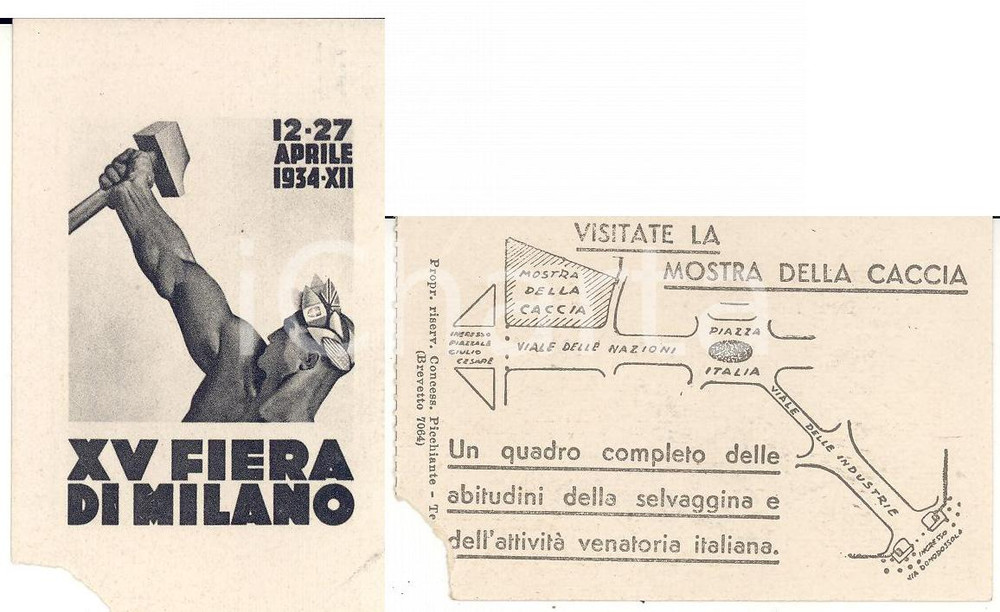 12-27
APRILE
1934·XII
XV FIERA
DI MILANO
Propr. riserv. Concess. Picchiante - Te
(Brevetto 7064)
VISITATE LA
MOSTRA DELLA CACCIA
MOSTRA
DELLA
CACCIA
INGRESSO
PIAZZALE
GIULIO
CESARE
VIALE DELLE NAZIONI
PIAZZA
ITALIA
VIALE DELLE INDUSTRIE
INGRESSO
VIA DOMODOSSOLA
Un quadro completo delle
abitudini della selvaggina e
dell'attività venatoria italiana.